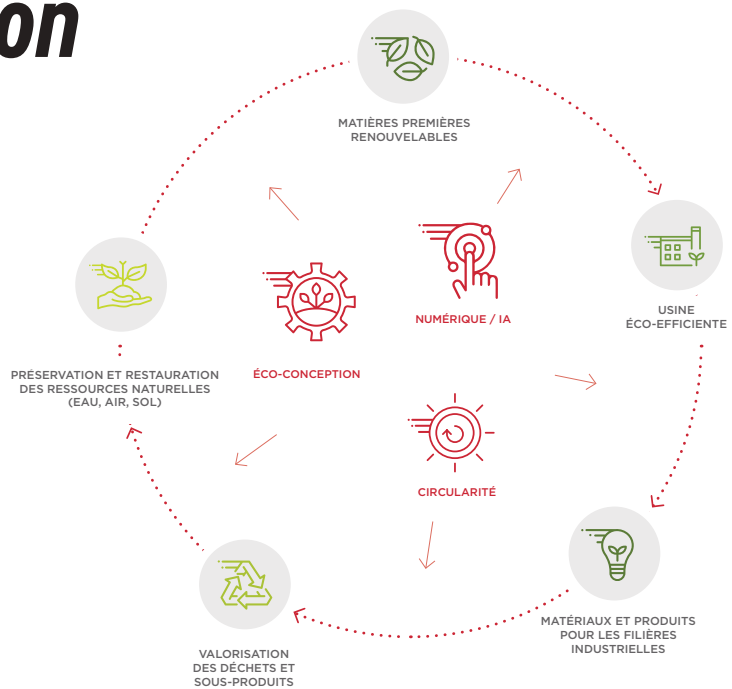 on
MATIÈRES PREMIÈRES
RENOUVELABLES
USINE
ÉCO-EFFICIENTE
NUMÉRIQUE / IA
ÉCO-CONCEPTION
PRÉSERVATION ET RESTAURATION
DES RESSOURCES NATURELLES
(EAU, AIR, SOL)
CIRCULARITÉ
MATÉRIAUX ET PRODUITS
POUR LES FILIÈRES
INDUSTRIELLES
VALORISATION
DES DÉCHETS ET
SOUS-PRODUITS